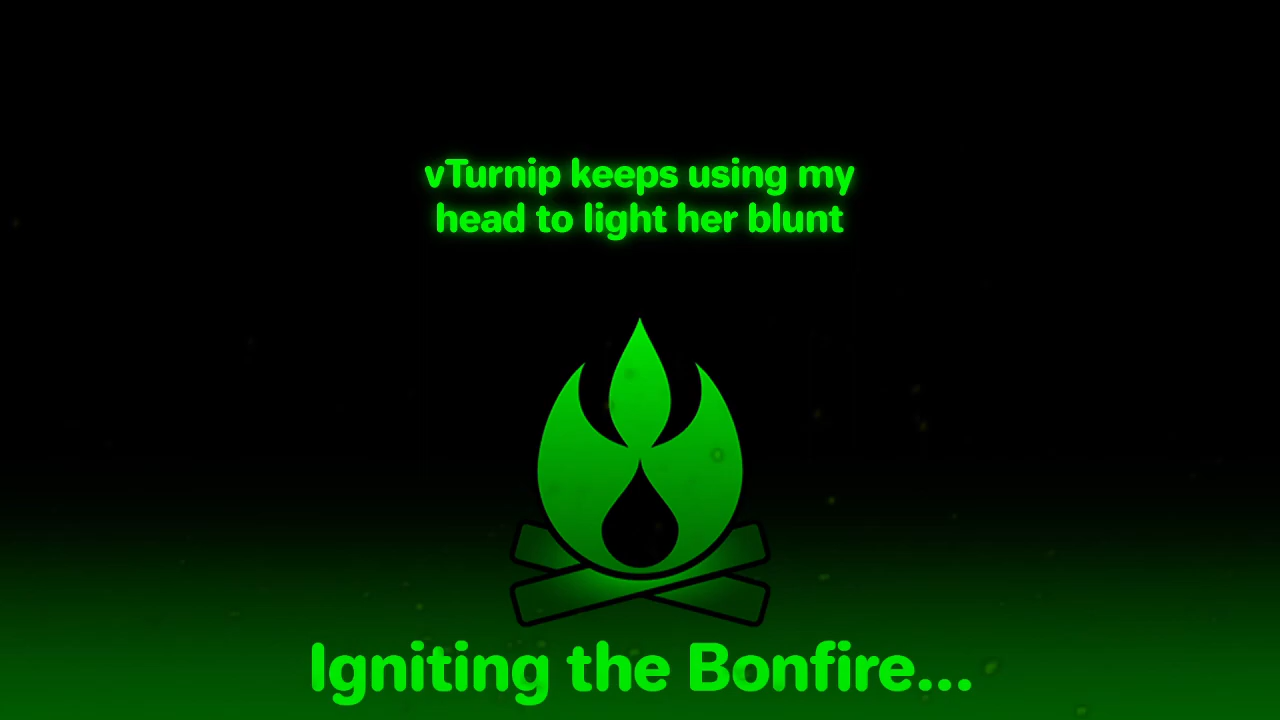 vTurnip keeps using my
head to light her blunt
Igniting the Bonfire...